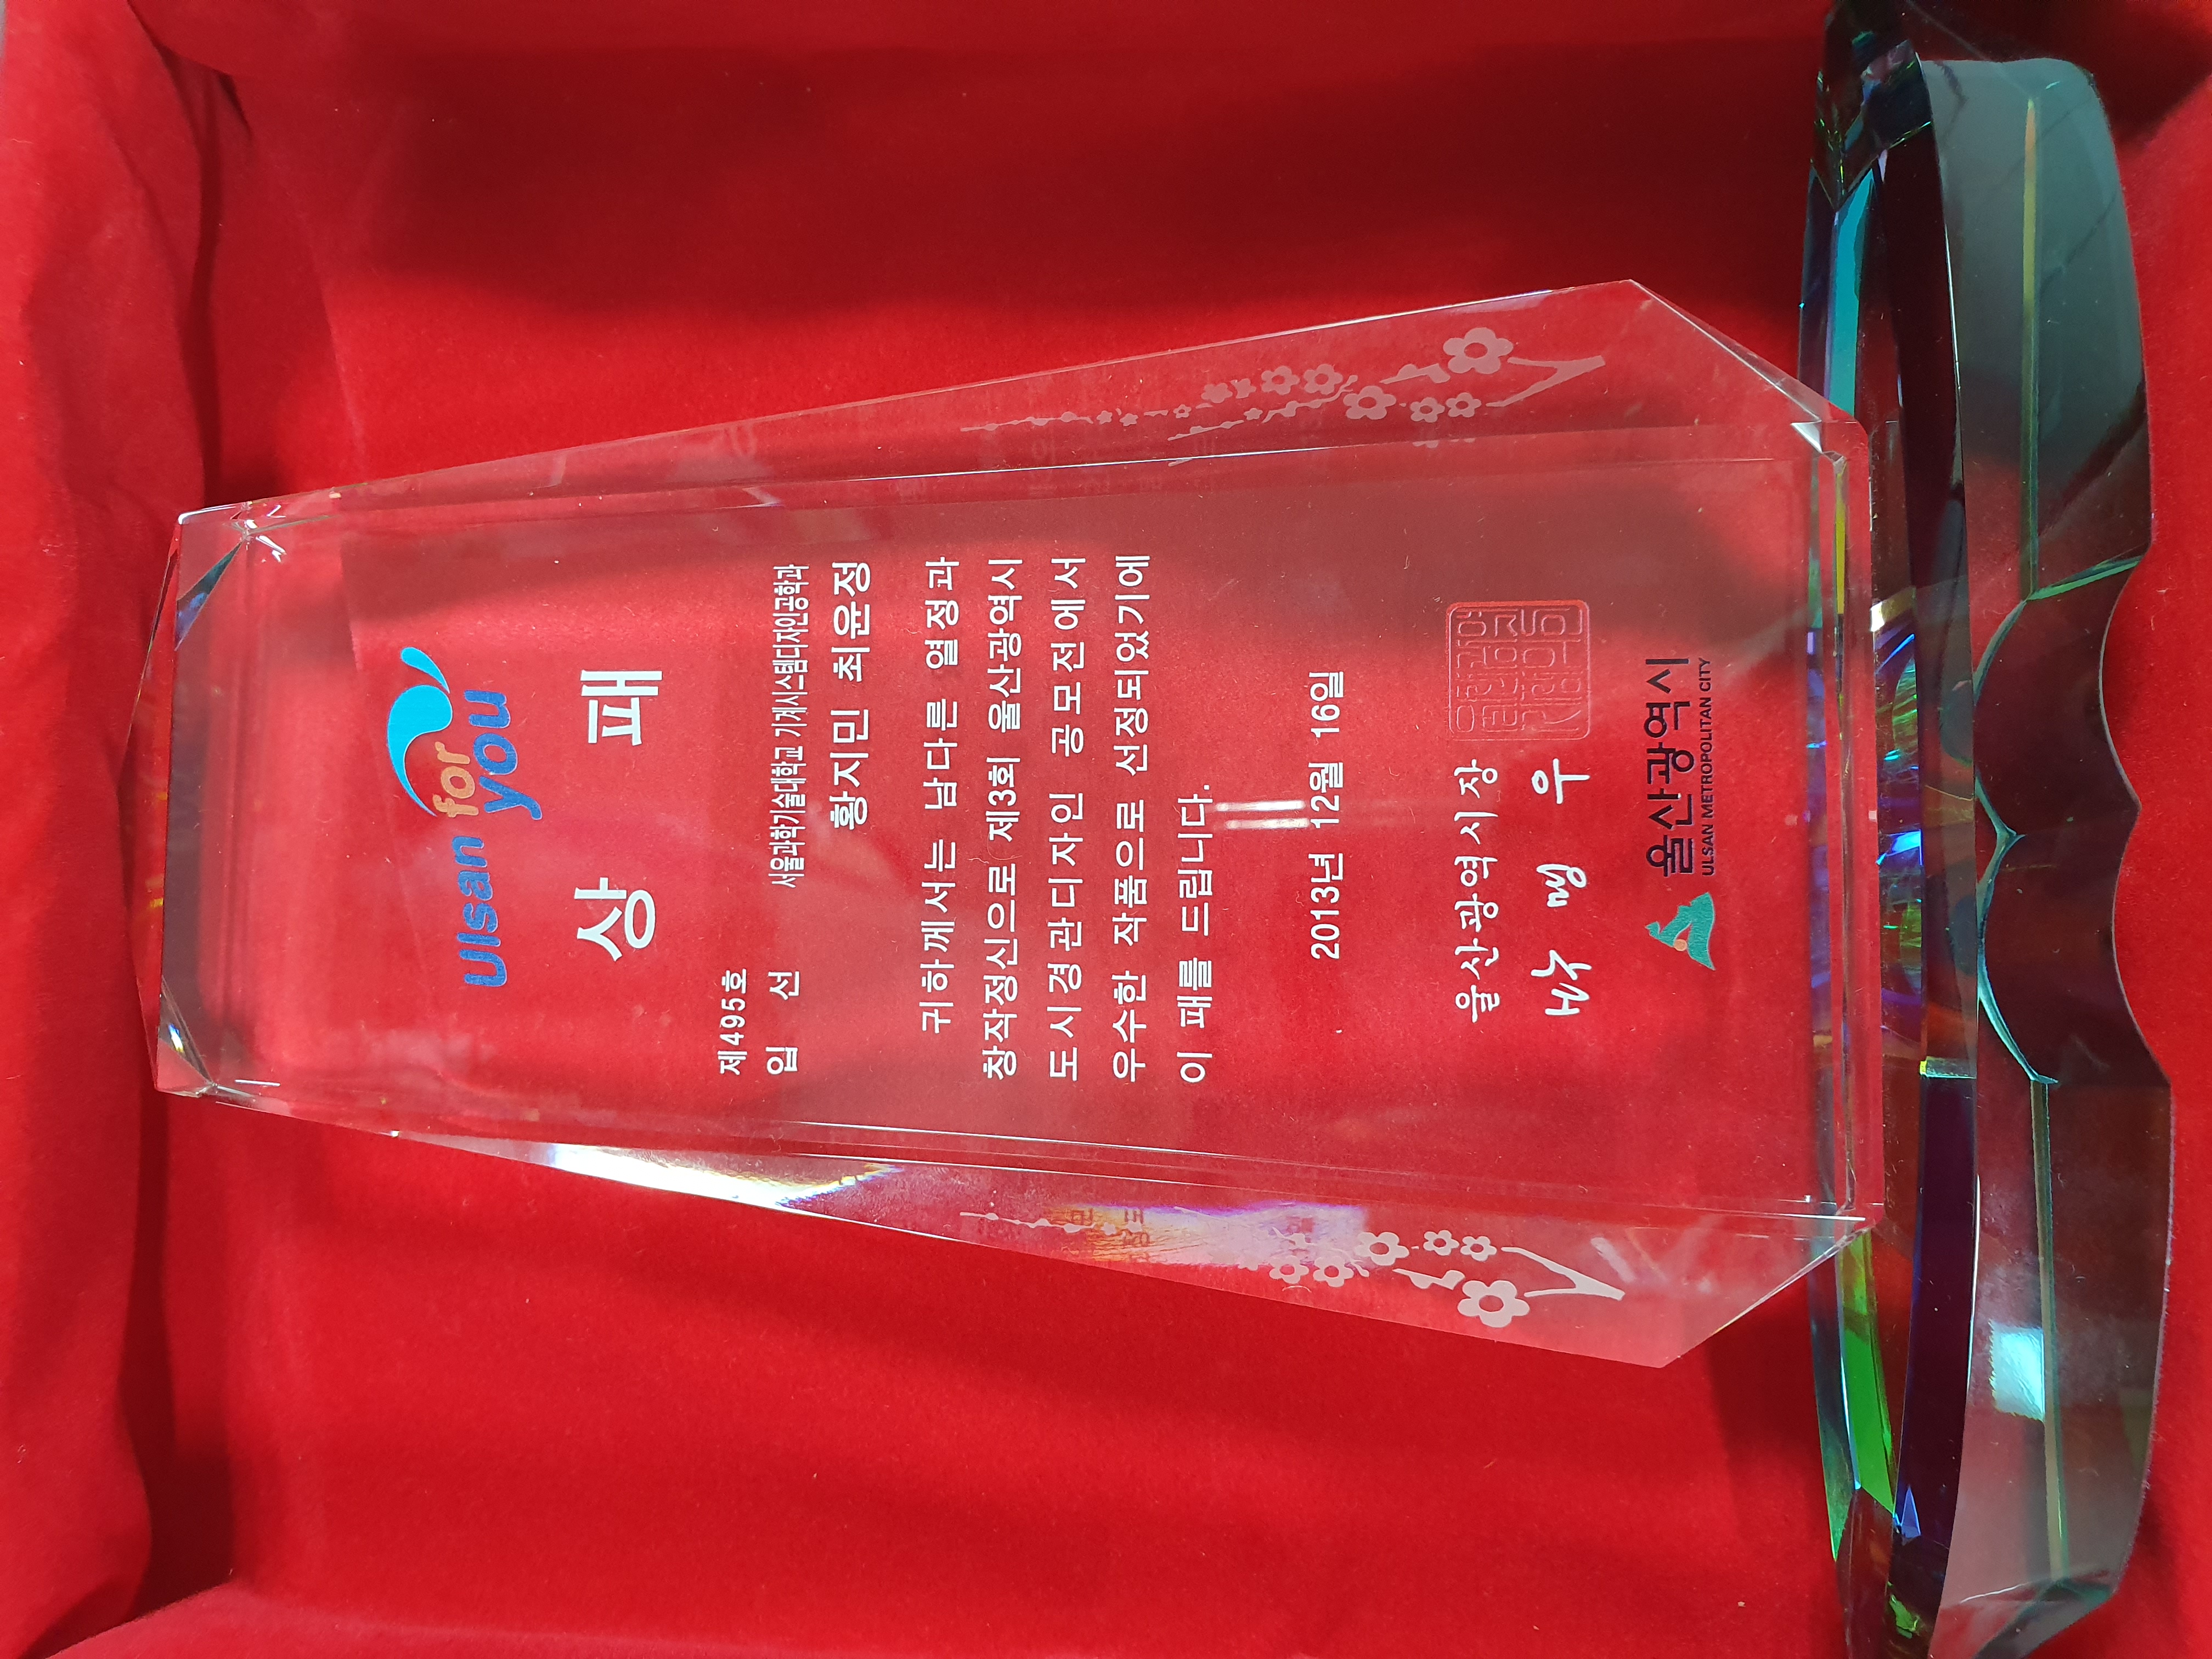 Ulsan for you
상 패
제495호
입 선 서울과학기술대학교 기계시스템디자인공학과
황지민 최윤정
귀하께서는 남다른 열정과
창작정신으로 제3회 울산광역시
도시경관디자인 공모전에서
우수한 작품으로 선정되었기에
이 패를 드립니다.
2013년 12월 16일
울산광역시장
박 맹 우
울산광역시
ULSAN METROPOLITAN CITY